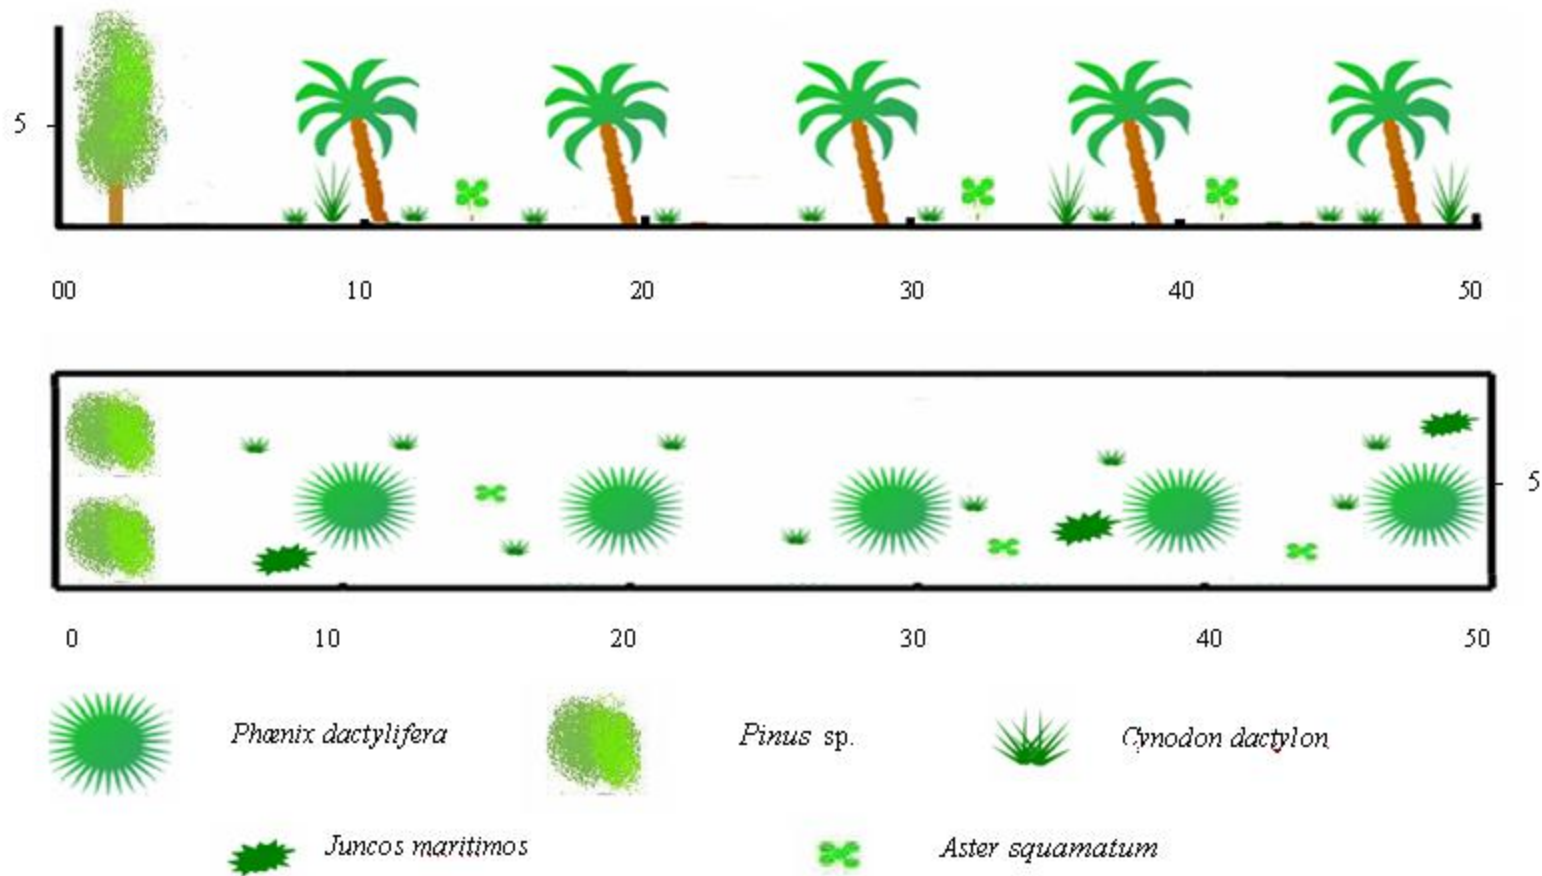 5
00 10 20 30 40 50
5
0 10 20 30 40 50
Phœnix dactylifera Pinus sp. Cynodon dactylon
Juncos maritimos Aster squamatum